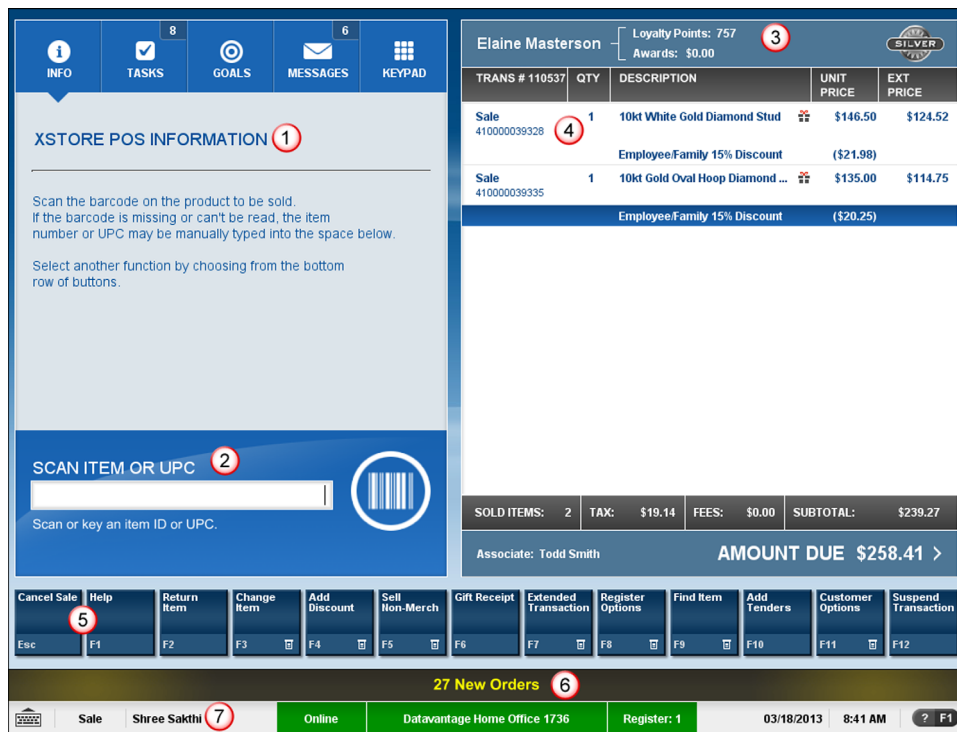 8
6
INFO
TASKS
GOALS
MESSAGES
KEYPAD
XSTORE POS INFORMATION 1
Scan the barcode on the product to be sold.
If the barcode is missing or can't be read, the item
number or UPC may be manually typed into the space below.
Select another function by choosing from the bottom
row of buttons.
SCAN ITEM OR UPC 2
Scan or key an item ID or UPC.
Elaine Masterson
Loyalty Points: 757
Awards: $0.00
3
SILVER
TRANS # 110537 QTY DESCRIPTION UNIT PRICE EXT PRICE
Sale 1 10kt White Gold Diamond Stud $146.50 $124.52
410000039328 4
Employee/Family 15% Discount ($21.98)
Sale 1 10kt Gold Oval Hoop Diamond ... $135.00 $114.75
410000039335
Employee/Family 15% Discount ($20.25)
SOLD ITEMS: 2 TAX: $19.14 FEES: $0.00 SUBTOTAL: $239.27
Associate: Todd Smith AMOUNT DUE $258.41 >
Cancel Sale
Esc
5
Help
F1
Return
Item
F2
Change
Item
F3
Add
Discount
F4
Sell
Non-Merch
F5
Gift Receipt
F6
Extended
Transaction
F7
Register
Options
F8
Find Item
F9
Add
Tenders
F10
Customer
Options
F11
Suspend
Transaction
F12
27 New Orders 6
Sale Shree Sakthi 7 Online Datavantage Home Office 1736 Register: 1 03/18/2013 8:41 AM ? F1